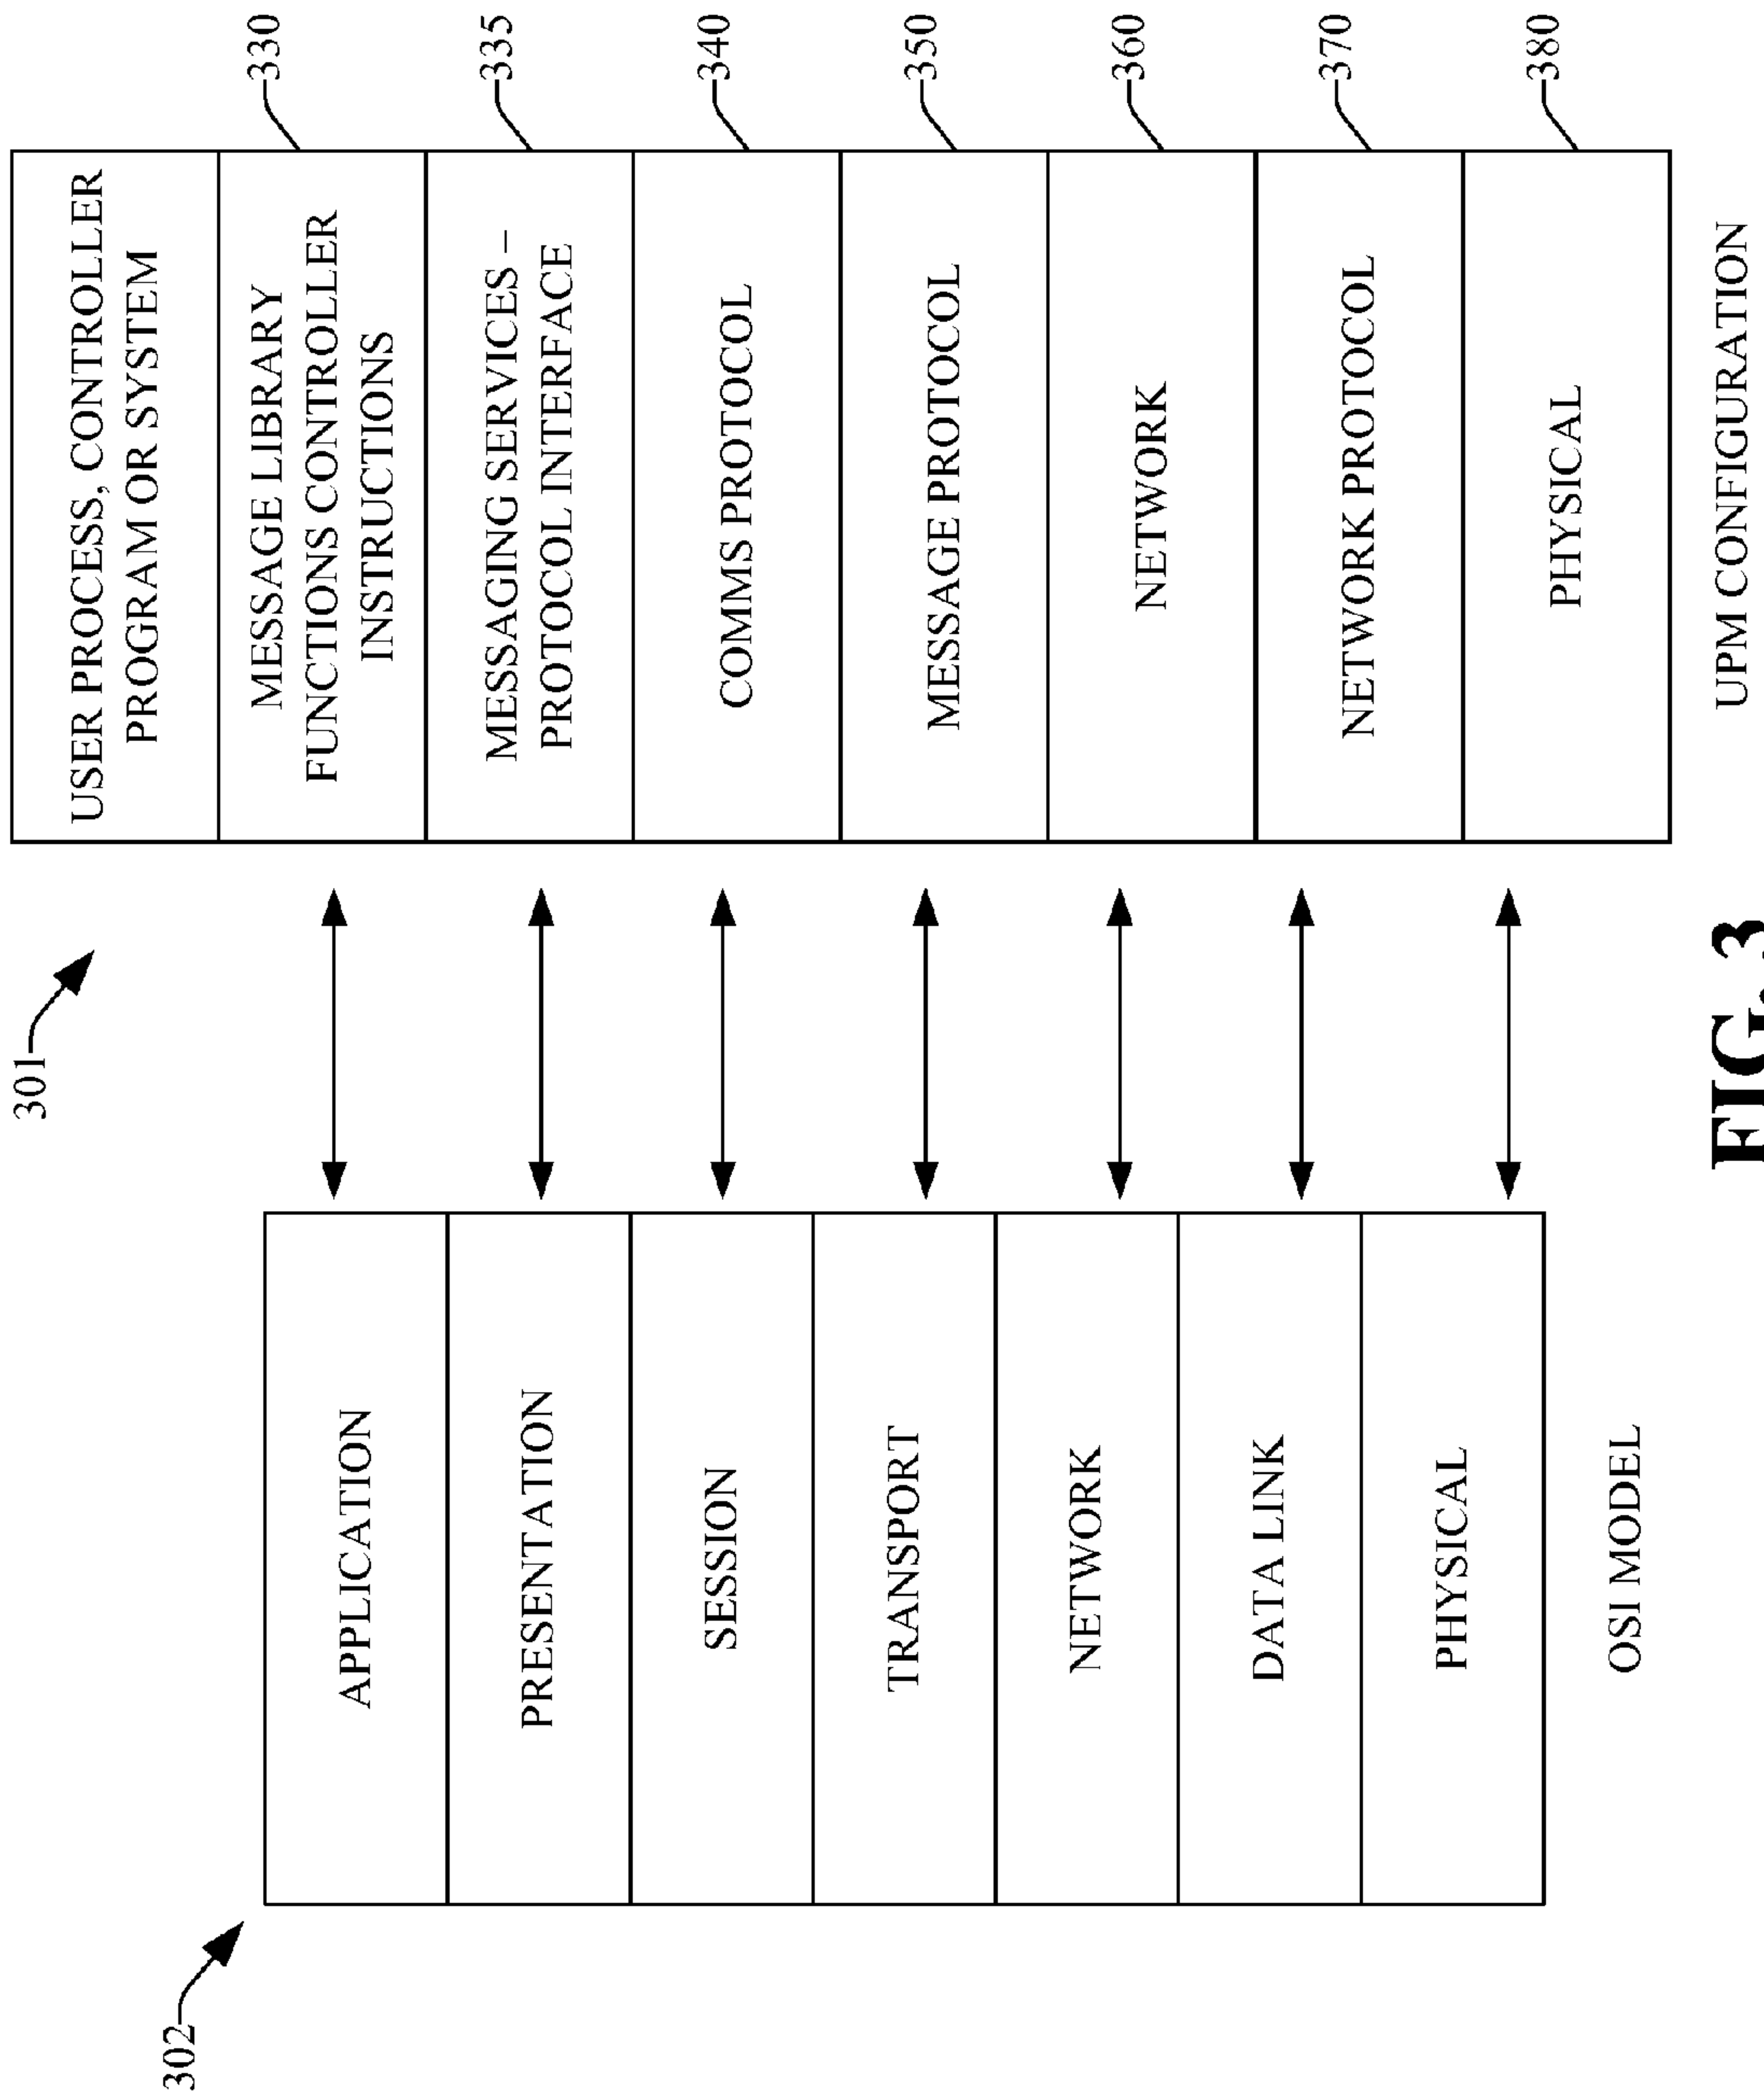 301
302
APPLICATION
PRESENTATION
SESSION
TRANSPORT
NETWORK
DATA LINK
PHYSICAL
OSI MODEL
USER PROCESS, CONTROLLER
PROGRAM OR SYSTEM
MESSAGE LIBRARY
FUNCTIONS CONTROLLER
INSTRUCTIONS
330
MESSAGING SERVICES –
PROTOCOL INTERFACE
335
COMMS PROTOCOL
340
MESSAGE PROTOCOL
350
NETWORK
360
NETWORK PROTOCOL
370
PHYSICAL
380
UPM CONFIGURATION
FIG. 3